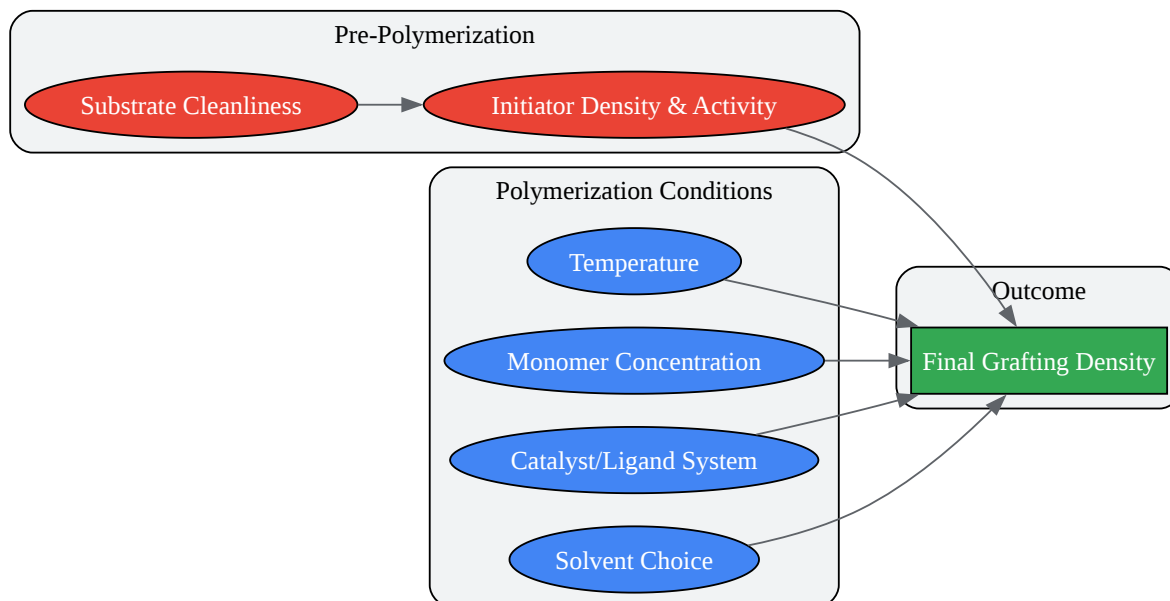 Pre-Polymerization
Substrate Cleanliness
Initiator Density & Activity
Polymerization Conditions
Temperature
Monomer Concentration
Catalyst/Ligand System
Solvent Choice
Outcome
Final Grafting Density